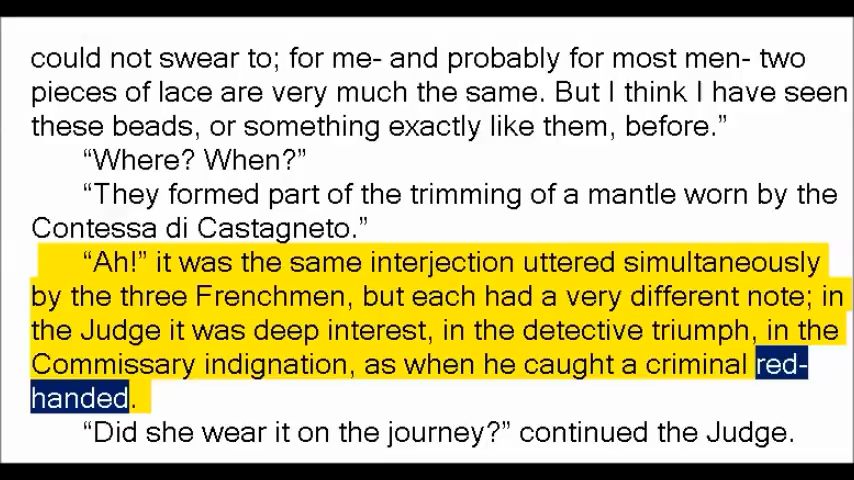 could not swear to; for me- and probably for most men- two
pieces of lace are very much the same. But I think I have seen
these beads, or something exactly like them, before.”
“Where? When?”
“They formed part of the trimming of a mantle worn by the
Contessa di Castagneto.”
“Ah!” it was the same interjection uttered simultaneously
by the three Frenchmen, but each had a very different note; in
the Judge it was deep interest, in the detective triumph, in the
Commissary indignation, as when he caught a criminal red-
handed.
“Did she wear it on the journey?” continued the Judge.